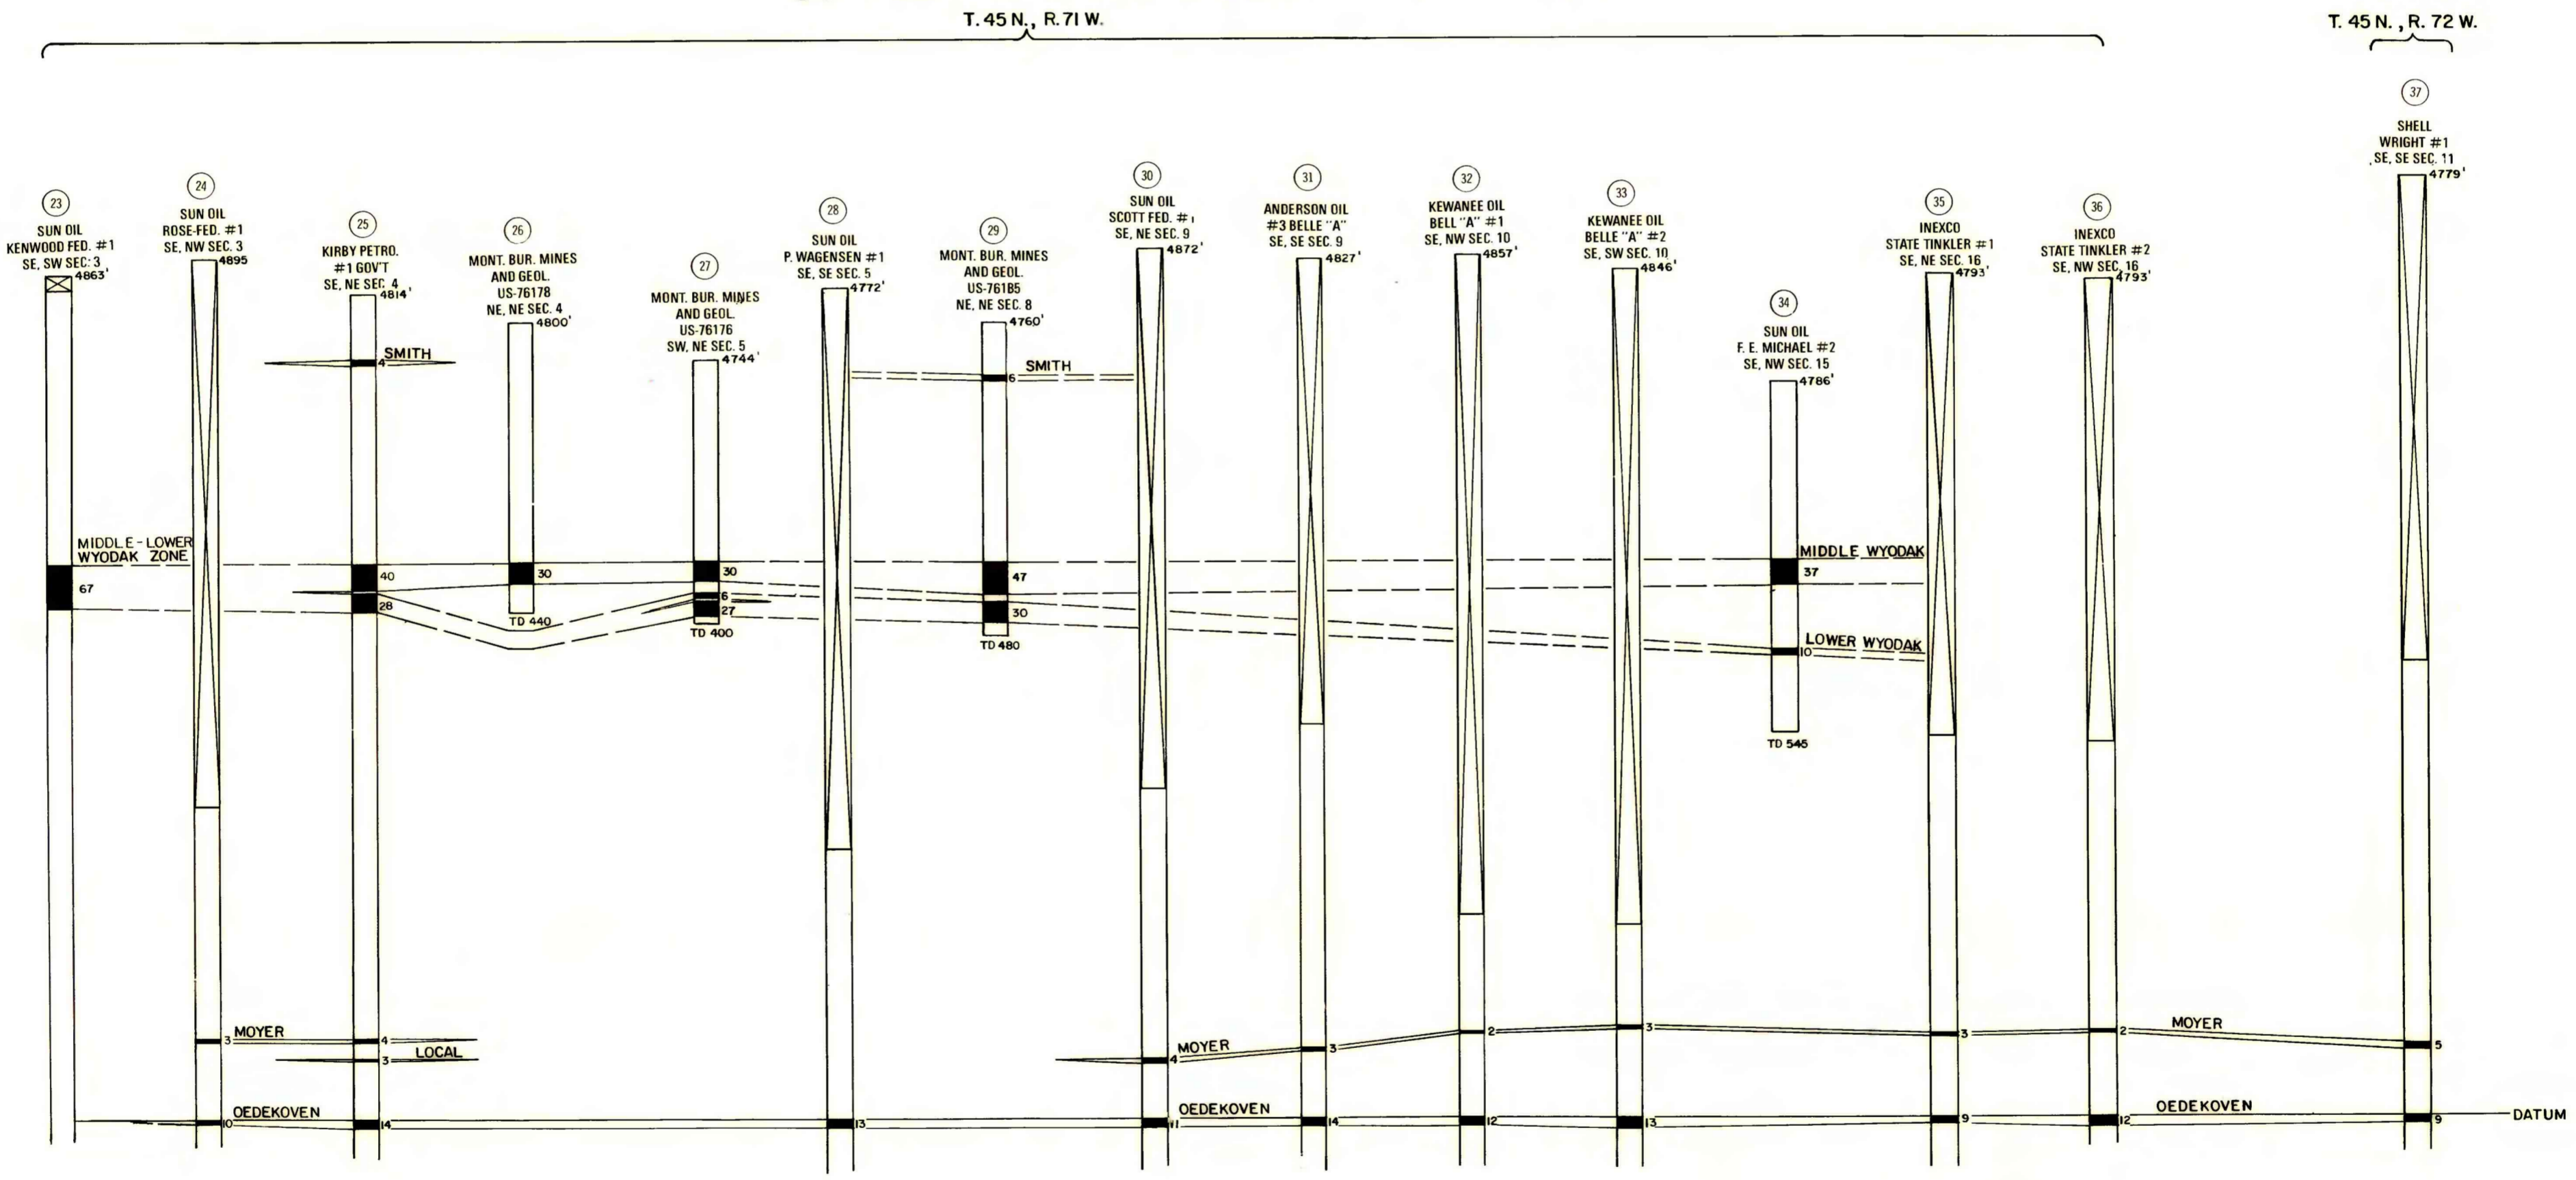 T. 45 N., R. 71 W.
T. 45 N., R. 72 W.
23
SUN OIL
KENWOOD FED. #1
SE, SW SEC. 3
4863'
24
SUN OIL
ROSE-FED. #1
SE, NW SEC. 3
4895
25
KIRBY PETRO.
#1 GOV'T
SE, NE SEC. 4
4814'
26
MONT. BUR. MINES
AND GEOL.
US-76178
NE, NE SEC. 4
4800'
27
MONT. BUR. MINES
AND GEOL.
US-76176
SW, NE SEC. 5
4744'
28
SUN OIL
P. WAGENSEN #1
SE, SE SEC. 5
4772'
29
MONT. BUR. MINES
AND GEOL.
US-76185
NE, NE SEC. 8
4760'
30
SUN OIL
SCOTT FED. #1
SE, NE SEC. 9
4872'
31
ANDERSON OIL
#3 BELLE "A"
SE, SE SEC. 9
4827'
32
KEWANEE OIL
BELL "A" #1
SE, NW SEC. 10
4857'
33
KEWANEE OIL
BELLE "A" #2
SE, SW SEC. 10
4846'
34
SUN OIL
F. E. MICHAEL #2
SE, NW SEC. 15
4786'
35
INEXCO
STATE TINKLER #1
SE, NE SEC. 16
4793'
36
INEXCO
STATE TINKLER #2
SE, NW SEC. 16
4793'
37
SHELL
WRIGHT #1
SE, SE SEC. 11
4779'
4 SMITH
6 SMITH
MIDDLE-LOWER
WYODAK ZONE
67
40
28
30
TD 440
30
6
27
TD 400
47
30
TD 480
MIDDLE WYODAK
37
LOWER WYODAK
10
TD 545
3 MOYER
4
3 LOCAL
4 MOYER
3
2
3
3
2
MOYER
5
10 OEDEKOVEN
14
13
11 OEDEKOVEN
14
12
13
9
12
OEDEKOVEN
9
DATUM